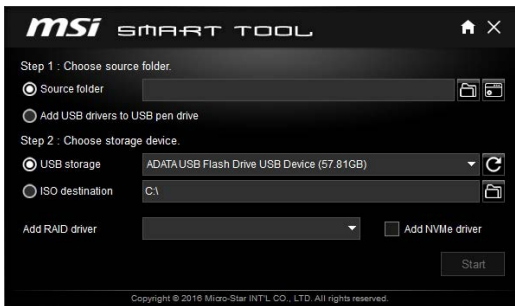 msi SMART TOOL
Step 1 : Choose source folder.
Source folder
Add USB drivers to USB pen drive
Step 2 : Choose storage device.
USB storage ADATA USB Flash Drive USB Device (57.81GB)
ISO destination C:\
Add RAID driver Add NVMe driver
Start
Copyright © 2016 Micro-Star INT'L CO., LTD. All rights reserved.